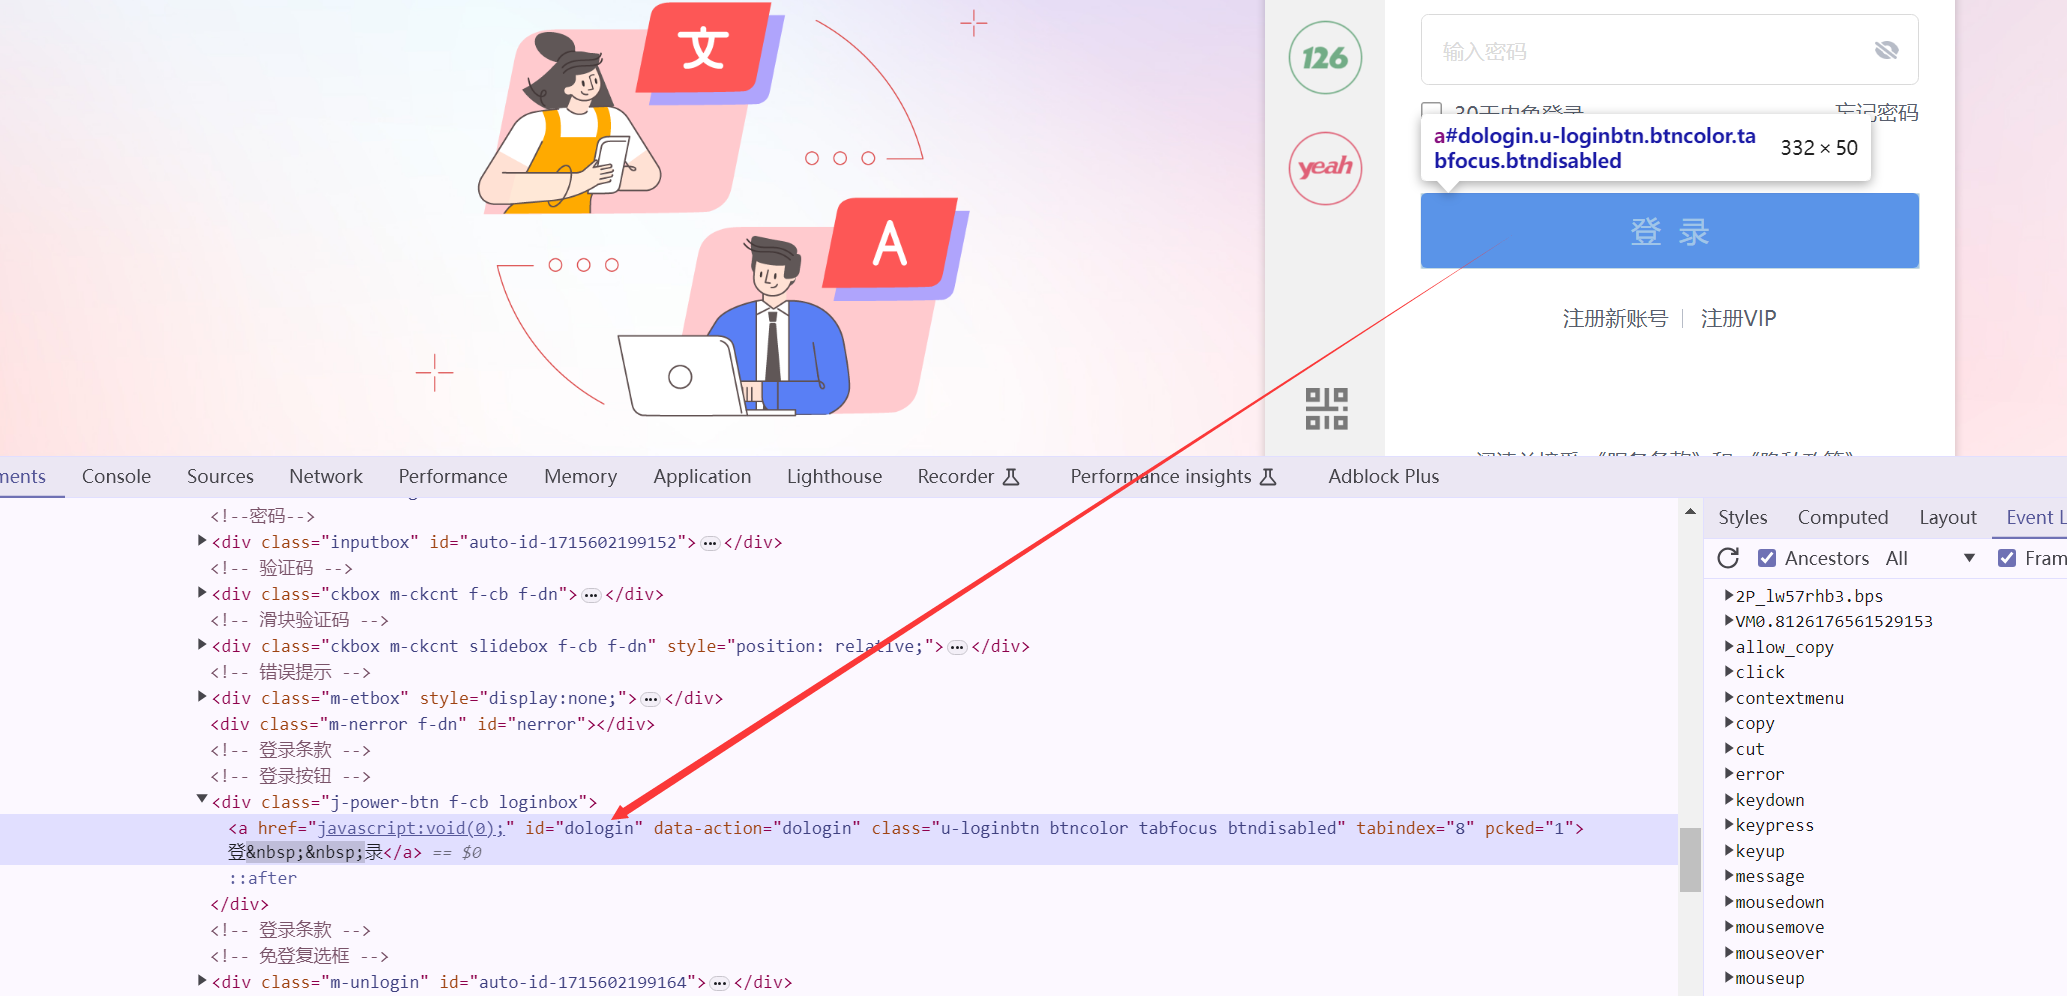 文
A
126
yeah
输入密码
30天内免登录
忘记密码
a#dologin.u-loginbtn.btncolor.ta
bfocus.btndisabled
332 × 50
登 录
注册新账号
注册VIP
ments
Console
Sources
Network
Performance
Memory
Application
Lighthouse
Recorder
Performance insights
Adblock Plus
<!--密码-->
<div class="inputbox" id="auto-id-1715602199152">…</div>
<!-- 验证码 -->
<div class="ckbox m-ckcnt f-cb f-dn">…</div>
<!-- 滑块验证码 -->
<div class="ckbox m-ckcnt slidebox f-cb f-dn" style="position: relative;">…</div>
<!-- 错误提示 -->
<div class="m-etbox" style="display:none;">…</div>
<div class="m-nerror f-dn" id="nerror"></div>
<!-- 登录条款 -->
<!-- 登录按钮 -->
<div class="j-power-btn f-cb loginbox">
<a href="javascript:void(0);" id="dologin" data-action="dologin" class="u-loginbtn btncolor tabfocus btndisabled" tabindex="8" pcked="1">
登&nbsp;&nbsp;录</a> == $0
::after
</div>
<!-- 登录条款 -->
<!-- 免登复选框 -->
<div class="m-unlogin" id="auto-id-1715602199164">…</div>
Styles
Computed
Layout
Event L
Ancestors
All
Fram
2P_lw57rhb3.bps
VM0.8126176561529153
allow_copy
click
contextmenu
copy
cut
error
keydown
keypress
keyup
message
mousedown
mousemove
mouseover
mouseup